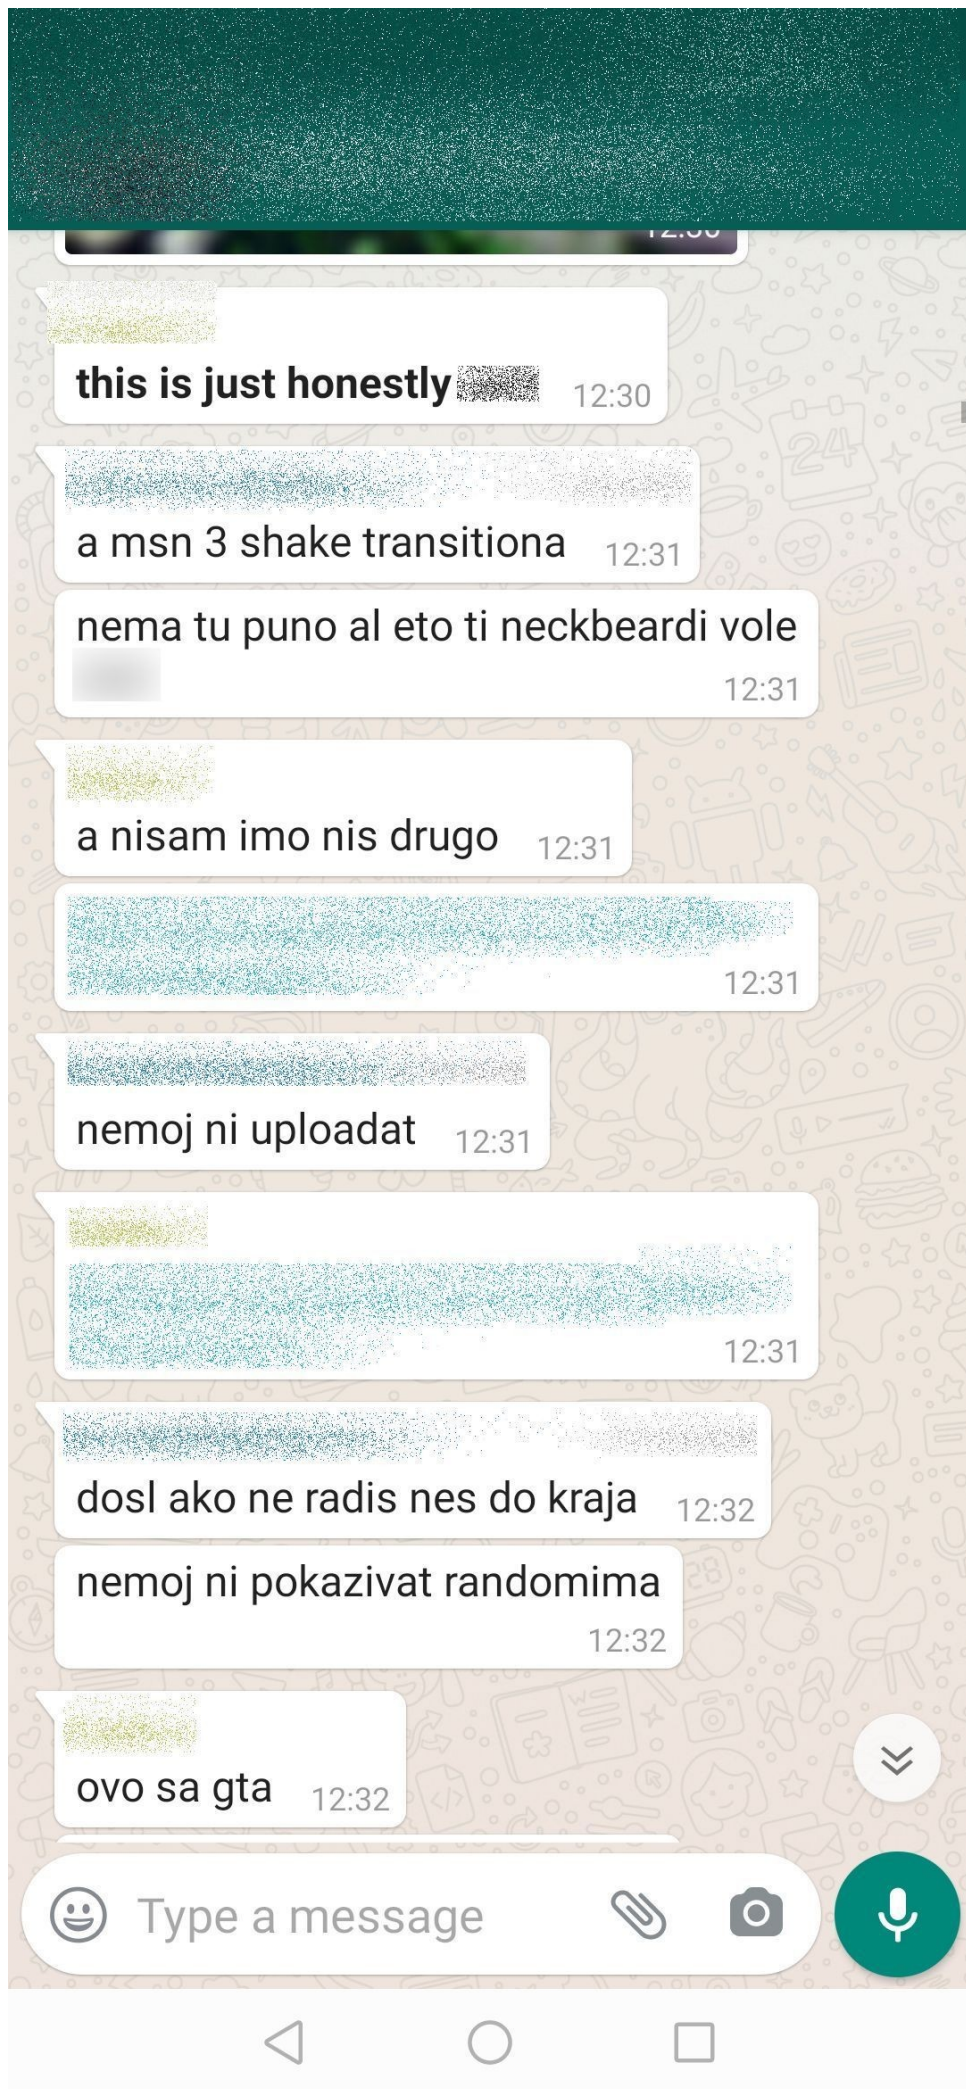 this is just honestly
12:30
a msn 3 shake transitiona
12:31
nema tu puno al eto ti neckbeardi vole
12:31
a nisam imo nis drugo
12:31
12:31
nemoj ni uploadat
12:31
12:31
dosl ako ne radis nes do kraja
12:32
nemoj ni pokazivat randomima
12:32
ovo sa gta
12:32
Type a message